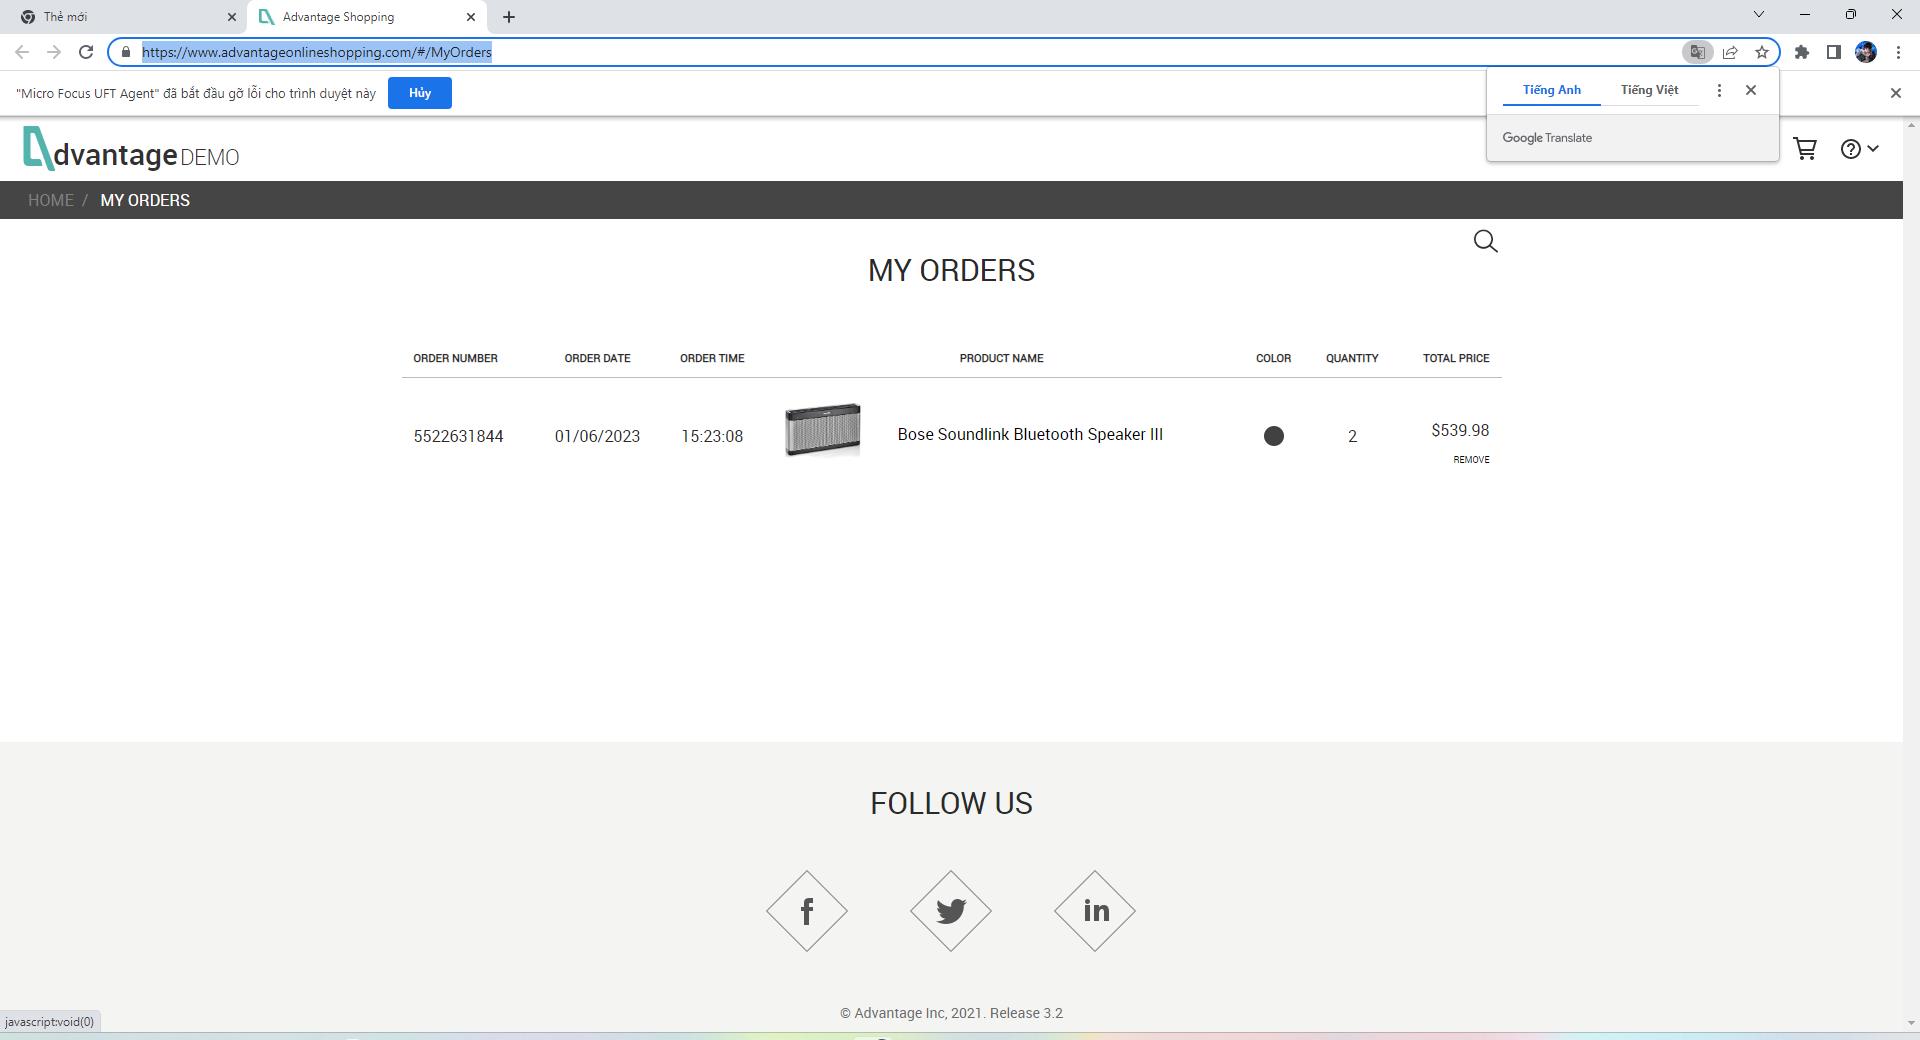 Thẻ mới
Advantage Shopping
https://www.advantageonlineshopping.com/#/MyOrders
"Micro Focus UFT Agent" đã bắt đầu gỡ lỗi cho trình duyệt này
Hủy
Tiếng Anh
Tiếng Việt
Google Translate
dvantage DEMO
HOME / MY ORDERS
MY ORDERS
ORDER NUMBER ORDER DATE ORDER TIME PRODUCT NAME COLOR QUANTITY TOTAL PRICE
5522631844 01/06/2023 15:23:08 Bose Soundlink Bluetooth Speaker III 2 $539.98
REMOVE
FOLLOW US
f
in
© Advantage Inc, 2021. Release 3.2
javascript:void(0)